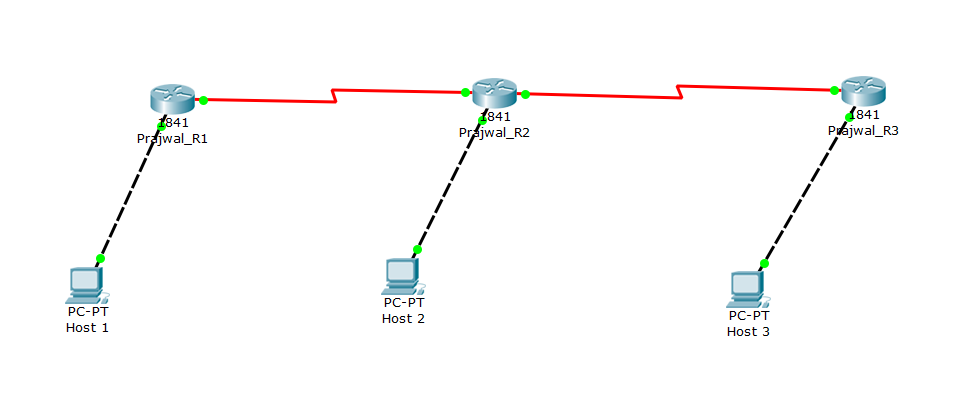 1841
Prajwal_R1
1841
Prajwal_R2
1841
Prajwal_R3
PC-PT
Host 1
PC-PT
Host 2
PC-PT
Host 3